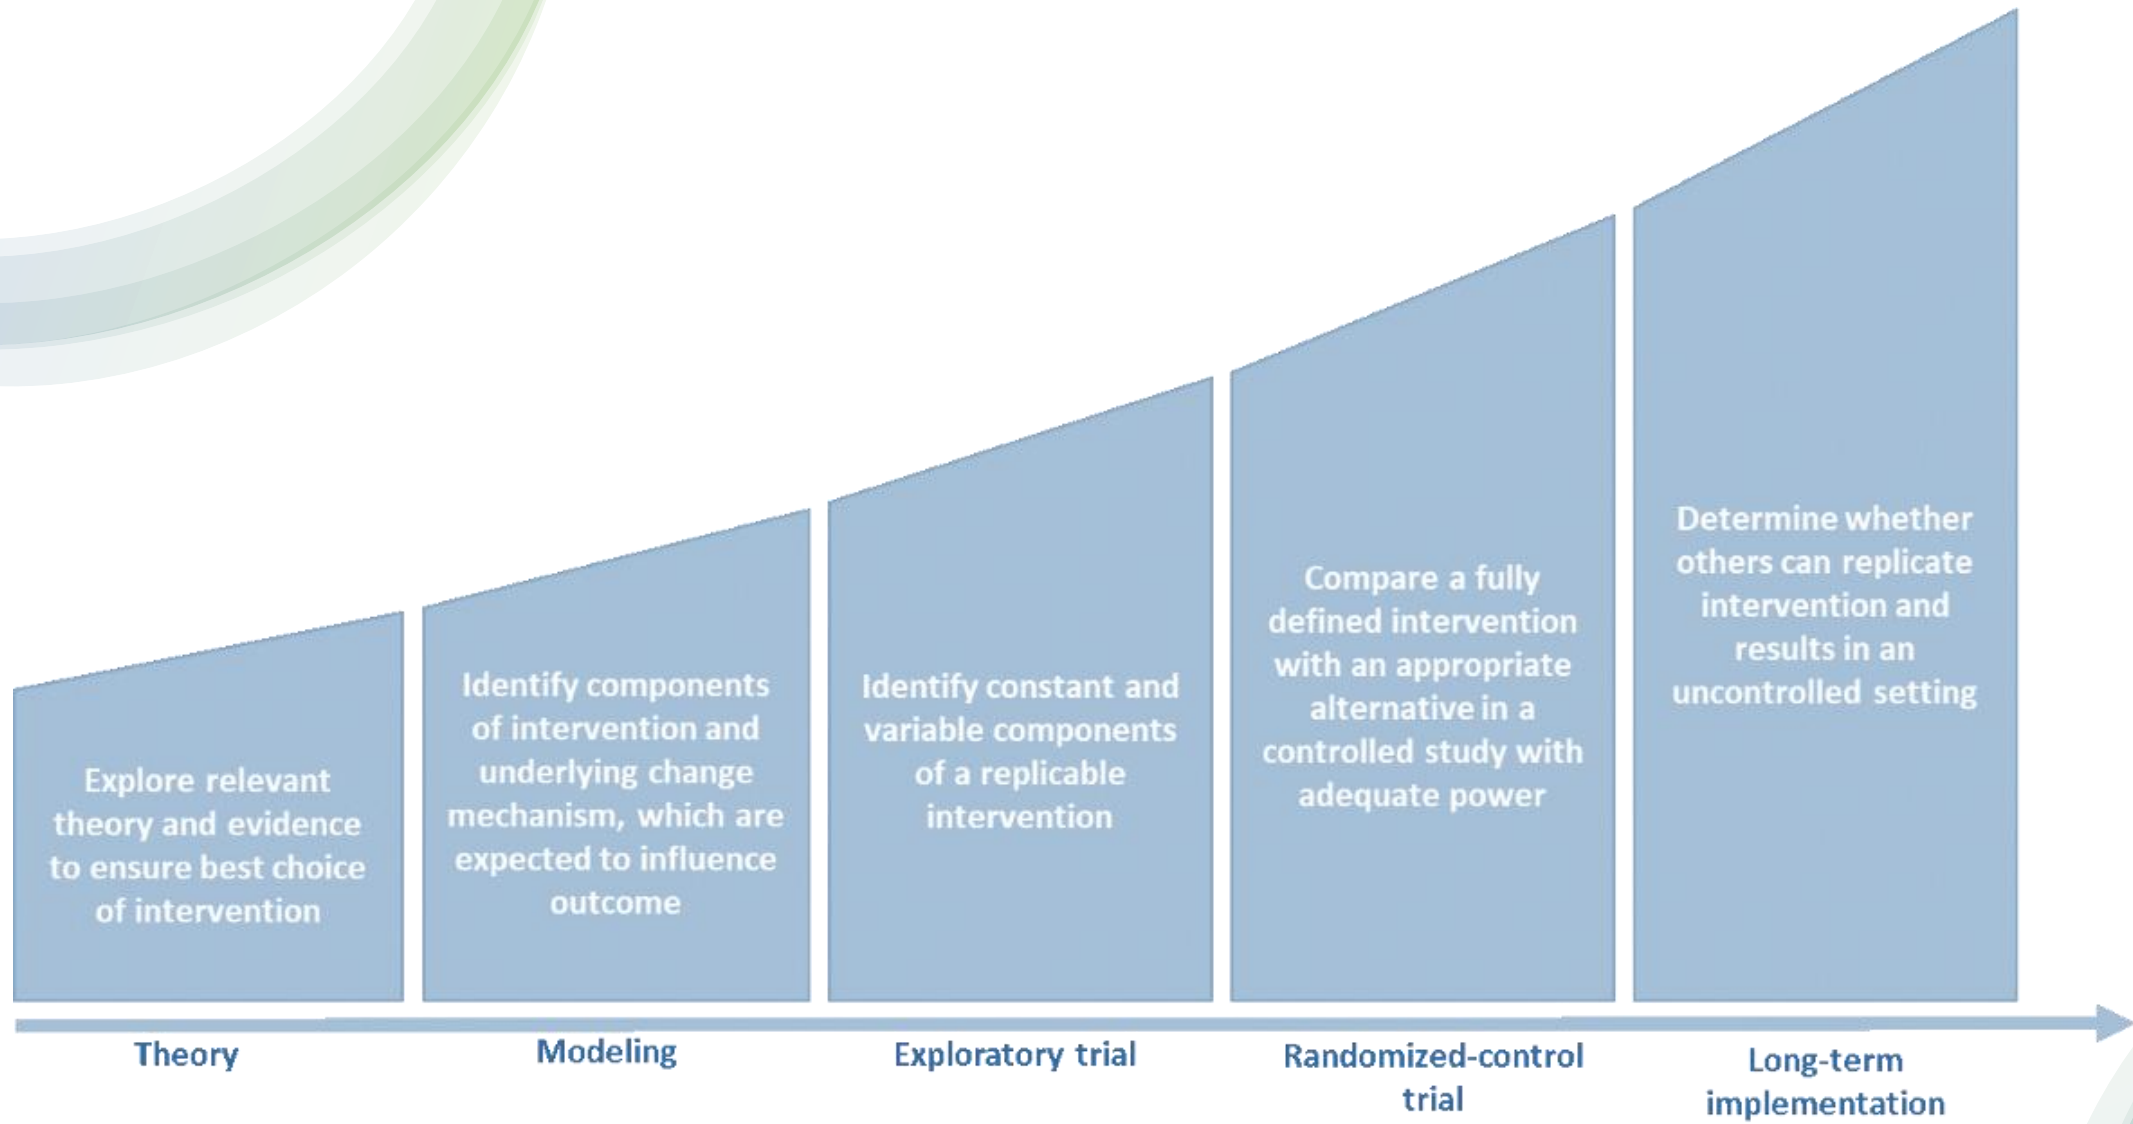 Explore relevant
theory and evidence
to ensure best choice
of intervention
Identify components
of intervention and
underlying change
mechanism, which are
expected to influence
outcome
Identify constant and
variable components
of a replicable
intervention
Compare a fully
defined intervention
with an appropriate
alternative in a
controlled study with
adequate power
Determine whether
others can replicate
intervention and
results in an
uncontrolled setting
Theory
Modeling
Exploratory trial
Randomized-control
trial
Long-term
implementation